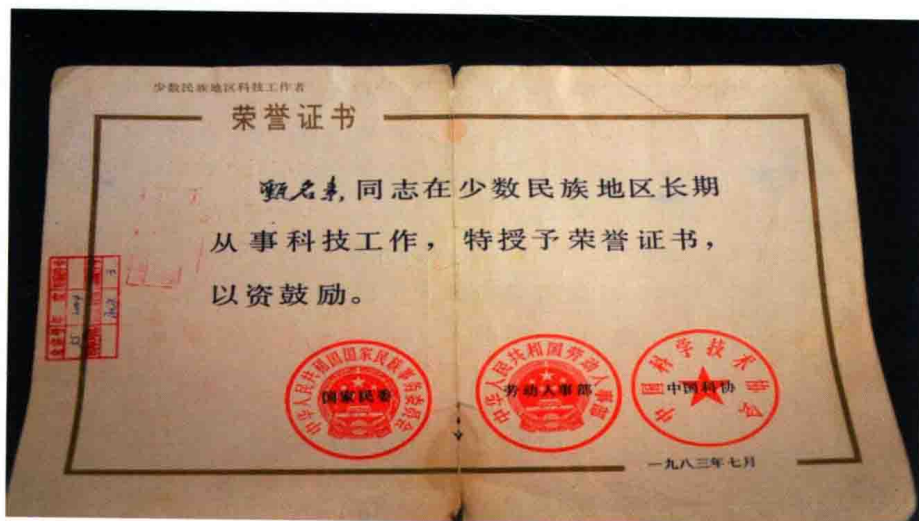 少数民族地区科技工作者
荣誉证书
甄名素,同志在少数民族地区长期
从事科技工作,特授予荣誉证书,
以资鼓励。
中华人民共和国国家民族事务委员会
国家民委
中华人民共和国劳动人事部
劳动人事部
中国科学技术协会
中国科协
一九八三年七月